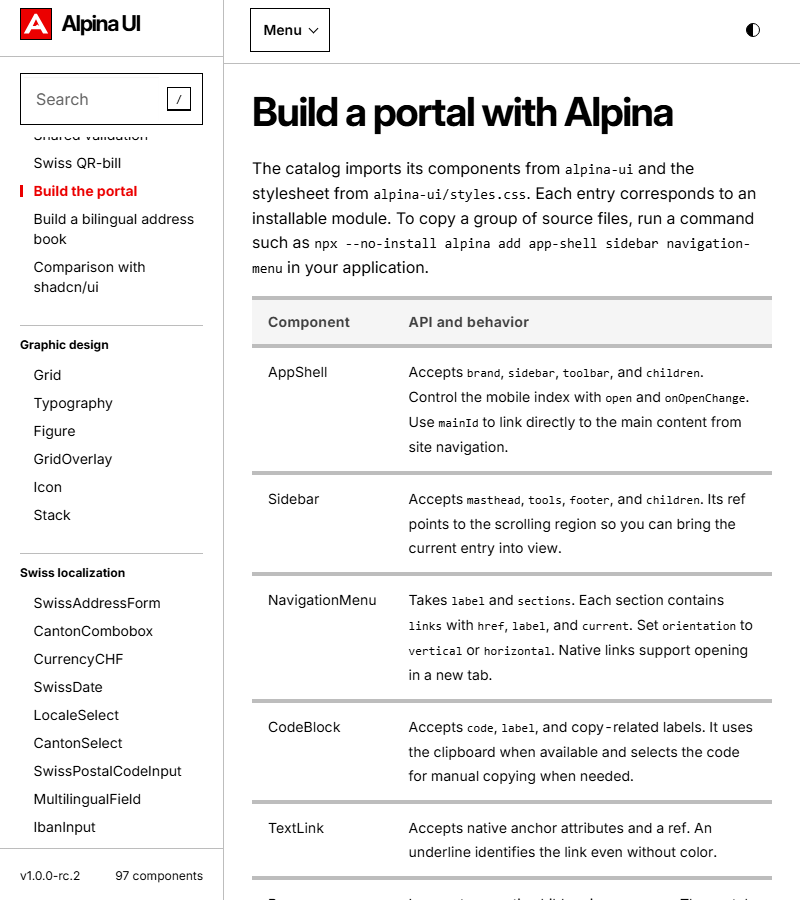 Alpina UI
Search
/
Shared validation
Swiss QR-bill
Build the portal
Build a bilingual address
book
Comparison with
shadcn/ui
Graphic design
Grid
Typography
Figure
GridOverlay
Icon
Stack
Swiss localization
SwissAddressForm
CantonCombobox
CurrencyCHF
SwissDate
LocaleSelect
CantonSelect
SwissPostalCodeInput
MultilingualField
IbanInput
v1.0.0-rc.2 97 components
Menu
Build a portal with Alpina
The catalog imports its components from alpina-ui and the
stylesheet from alpina-ui/styles.css. Each entry corresponds to an
installable module. To copy a group of source files, run a command
such as npx --no-install alpina add app-shell sidebar navigation-
menu in your application.
Component API and behavior
AppShell Accepts brand, sidebar, toolbar, and children.
Control the mobile index with open and onOpenChange.
Use mainId to link directly to the main content from
site navigation.
Sidebar Accepts masthead, tools, footer, and children. Its ref
points to the scrolling region so you can bring the
current entry into view.
NavigationMenu Takes label and sections. Each section contains
links with href, label, and current. Set orientation to
vertical or horizontal. Native links support opening
in a new tab.
CodeBlock Accepts code, label, and copy-related labels. It uses
the clipboard when available and selects the code
for manual copying when needed.
TextLink Accepts native anchor attributes and a ref. An
underline identifies the link even without color.